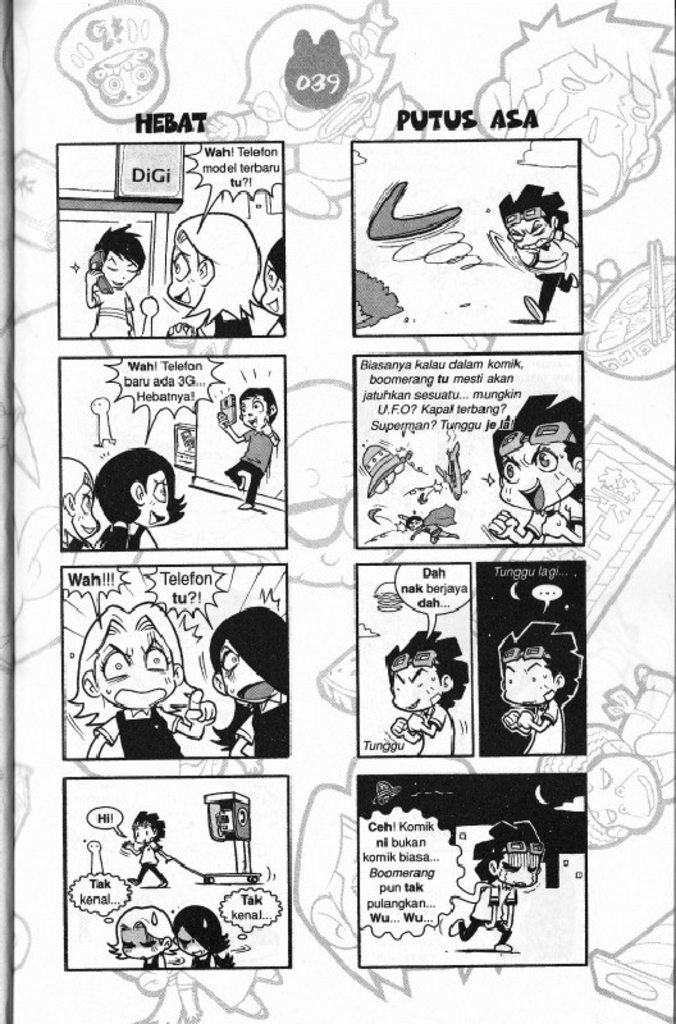 039
HEBAT
DiGi
Wah! Telefon
model terbaru
tu?!
Wah! Telefon
baru ada 3G...
Hebatnya!
Wah!!!
Telefon
tu?!
Hi!
Tak
kenal...
Tak
kenal...
PUTUS ASA
Biasanya kalau dalam komik,
boomerang tu mesti akan
jatuhkan sesuatu... mungkin
U.F.O? Kapal terbang?
Superman? Tunggu je la!
Dah
nak berjaya
dah...
Tunggu
Tunggu lagi...
...
Ceh! Komik
ni bukan
komik biasa...
Boomerang
pun tak
pulangkan...
Wu... Wu...